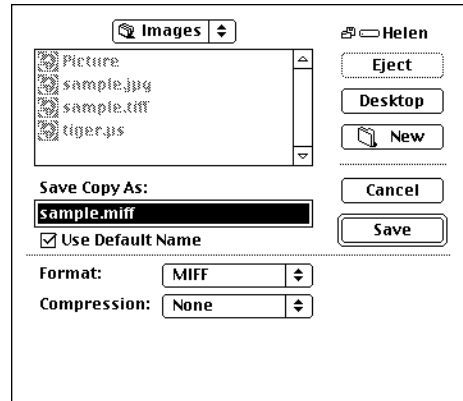 Images
Helen
Picture
sample.jpg
sample.tiff
tiger.ps
Eject
Desktop
New
Save Copy As:
sample.miff
Use Default Name
Cancel
Save
Format: MIFF
Compression: None